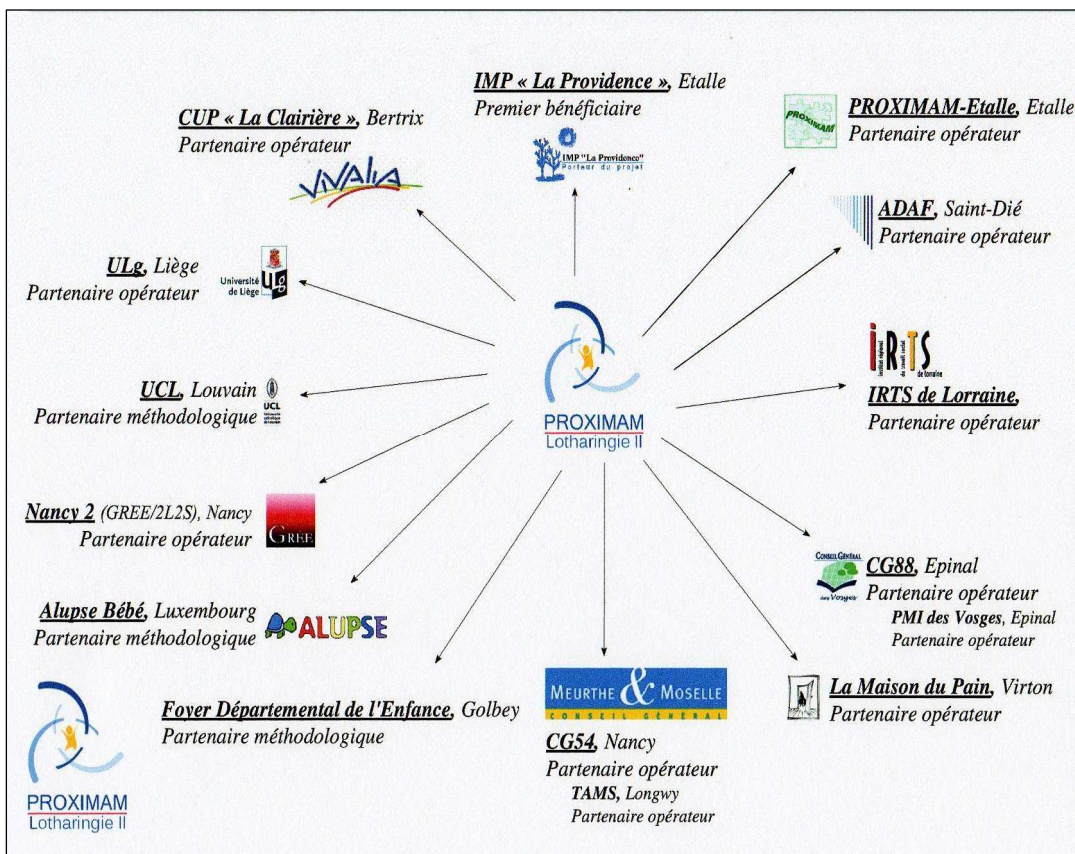 IMP « La Providence », Etalle
Premier bénéficiaire
IMP "La Providence"
Porteur du projet
PROXIMAM-Etalle, Etalle
Partenaire opérateur
PROXIMAM
CUP « La Clairière », Bertrix
Partenaire opérateur
VIVALIA
ADAF, Saint-Dié
Partenaire opérateur
ULg, Liège
Partenaire opérateur
Université
de Liège
ULg
IRTS
de lorraine
IRTS de Lorraine,
Partenaire opérateur
UCL, Louvain
Partenaire méthodologique
UCL
PROXIMAM
Lotharingie II
Nancy 2 (GREE/2L2S), Nancy
Partenaire opérateur
GREE
CONSEIL GÉNÉRAL
des Vosges
CG88, Epinal
Partenaire opérateur
PMI des Vosges, Epinal
Partenaire opérateur
Alupse Bébé, Luxembourg
Partenaire méthodologique
ALUPSE
La Maison du Pain, Virton
Partenaire opérateur
Foyer Départemental de l'Enfance, Golbey
Partenaire méthodologique
MEURTHE & MOSELLE
CONSEIL GÉNÉRAL
CG54, Nancy
Partenaire opérateur
TAMS, Longwy
Partenaire opérateur
PROXIMAM
Lotharingie II